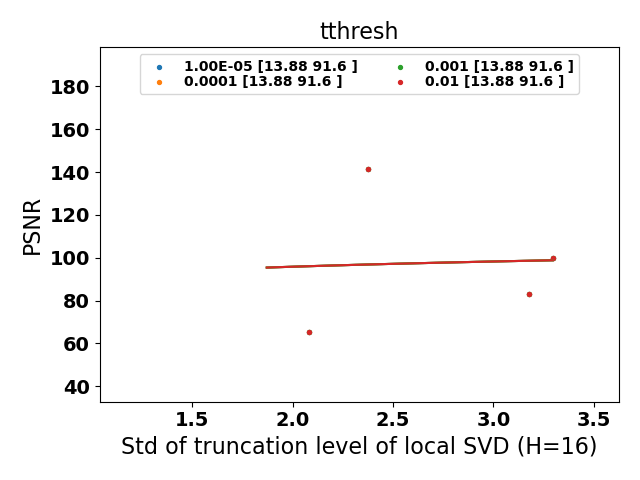 tthresh
1.00E-05 [13.88 91.6 ]
0.0001 [13.88 91.6 ]
0.001 [13.88 91.6 ]
0.01 [13.88 91.6 ]
PSNR
180
160
140
120
100
80
60
40
1.5 2.0 2.5 3.0 3.5
Std of truncation level of local SVD (H=16)